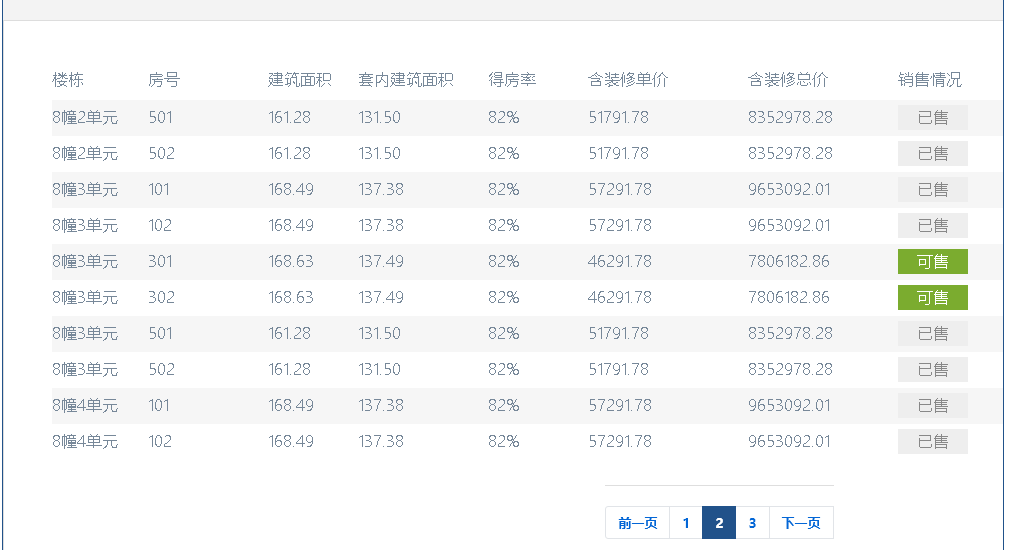 楼栋 房号 建筑面积 套内建筑面积 得房率 含装修单价 含装修总价 销售情况
8幢2单元 501 161.28 131.50 82% 51791.78 8352978.28 已售
8幢2单元 502 161.28 131.50 82% 51791.78 8352978.28 已售
8幢3单元 101 168.49 137.38 82% 57291.78 9653092.01 已售
8幢3单元 102 168.49 137.38 82% 57291.78 9653092.01 已售
8幢3单元 301 168.63 137.49 82% 46291.78 7806182.86 可售
8幢3单元 302 168.63 137.49 82% 46291.78 7806182.86 可售
8幢3单元 501 161.28 131.50 82% 51791.78 8352978.28 已售
8幢3单元 502 161.28 131.50 82% 51791.78 8352978.28 已售
8幢4单元 101 168.49 137.38 82% 57291.78 9653092.01 已售
8幢4单元 102 168.49 137.38 82% 57291.78 9653092.01 已售
前一页 1 2 3 下一页